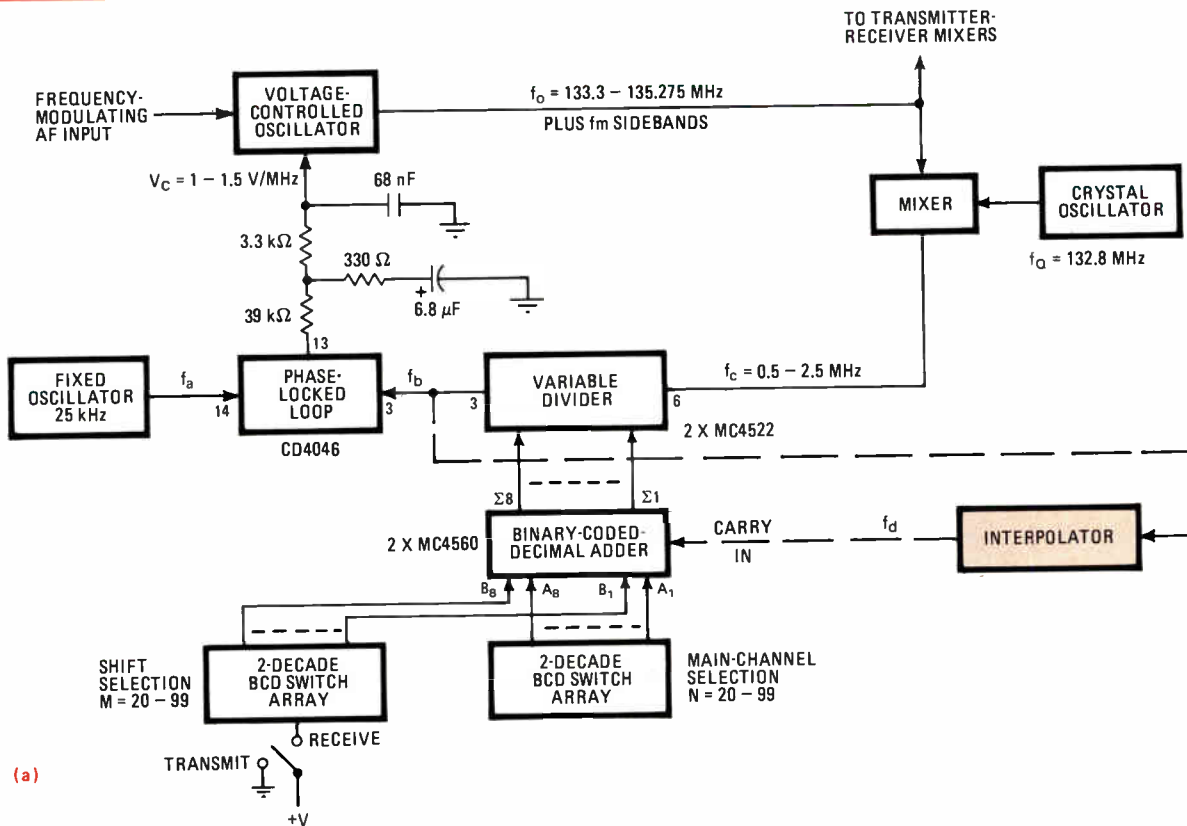 TO TRANSMITTER-
RECEIVER MIXERS
FREQUENCY-
MODULATING
AF INPUT
VOLTAGE-
CONTROLLED
OSCILLATOR
fo = 133.3 – 135.275 MHz
PLUS fm SIDEBANDS
VC = 1 – 1.5 V/MHz
68 nF
MIXER
CRYSTAL
OSCILLATOR
fQ = 132.8 MHz
3.3 kΩ
330 Ω
+
6.8 μF
39 kΩ
13
FIXED
OSCILLATOR
25 kHz
fa
14
PHASE-
LOCKED
LOOP
CD4046
fb
3
3
VARIABLE
DIVIDER
6
fc = 0.5 – 2.5 MHz
2 X MC4522
Σ8
Σ1
2 X MC4560
BINARY-CODED-
DECIMAL ADDER
CARRY
IN
fd
INTERPOLATOR
B8
A8
B1
A1
SHIFT
SELECTION
M = 20 – 99
2-DECADE
BCD SWITCH
ARRAY
2-DECADE
BCD SWITCH
ARRAY
MAIN-CHANNEL
SELECTION
N = 20 – 99
RECEIVE
TRANSMIT
+V
(a)